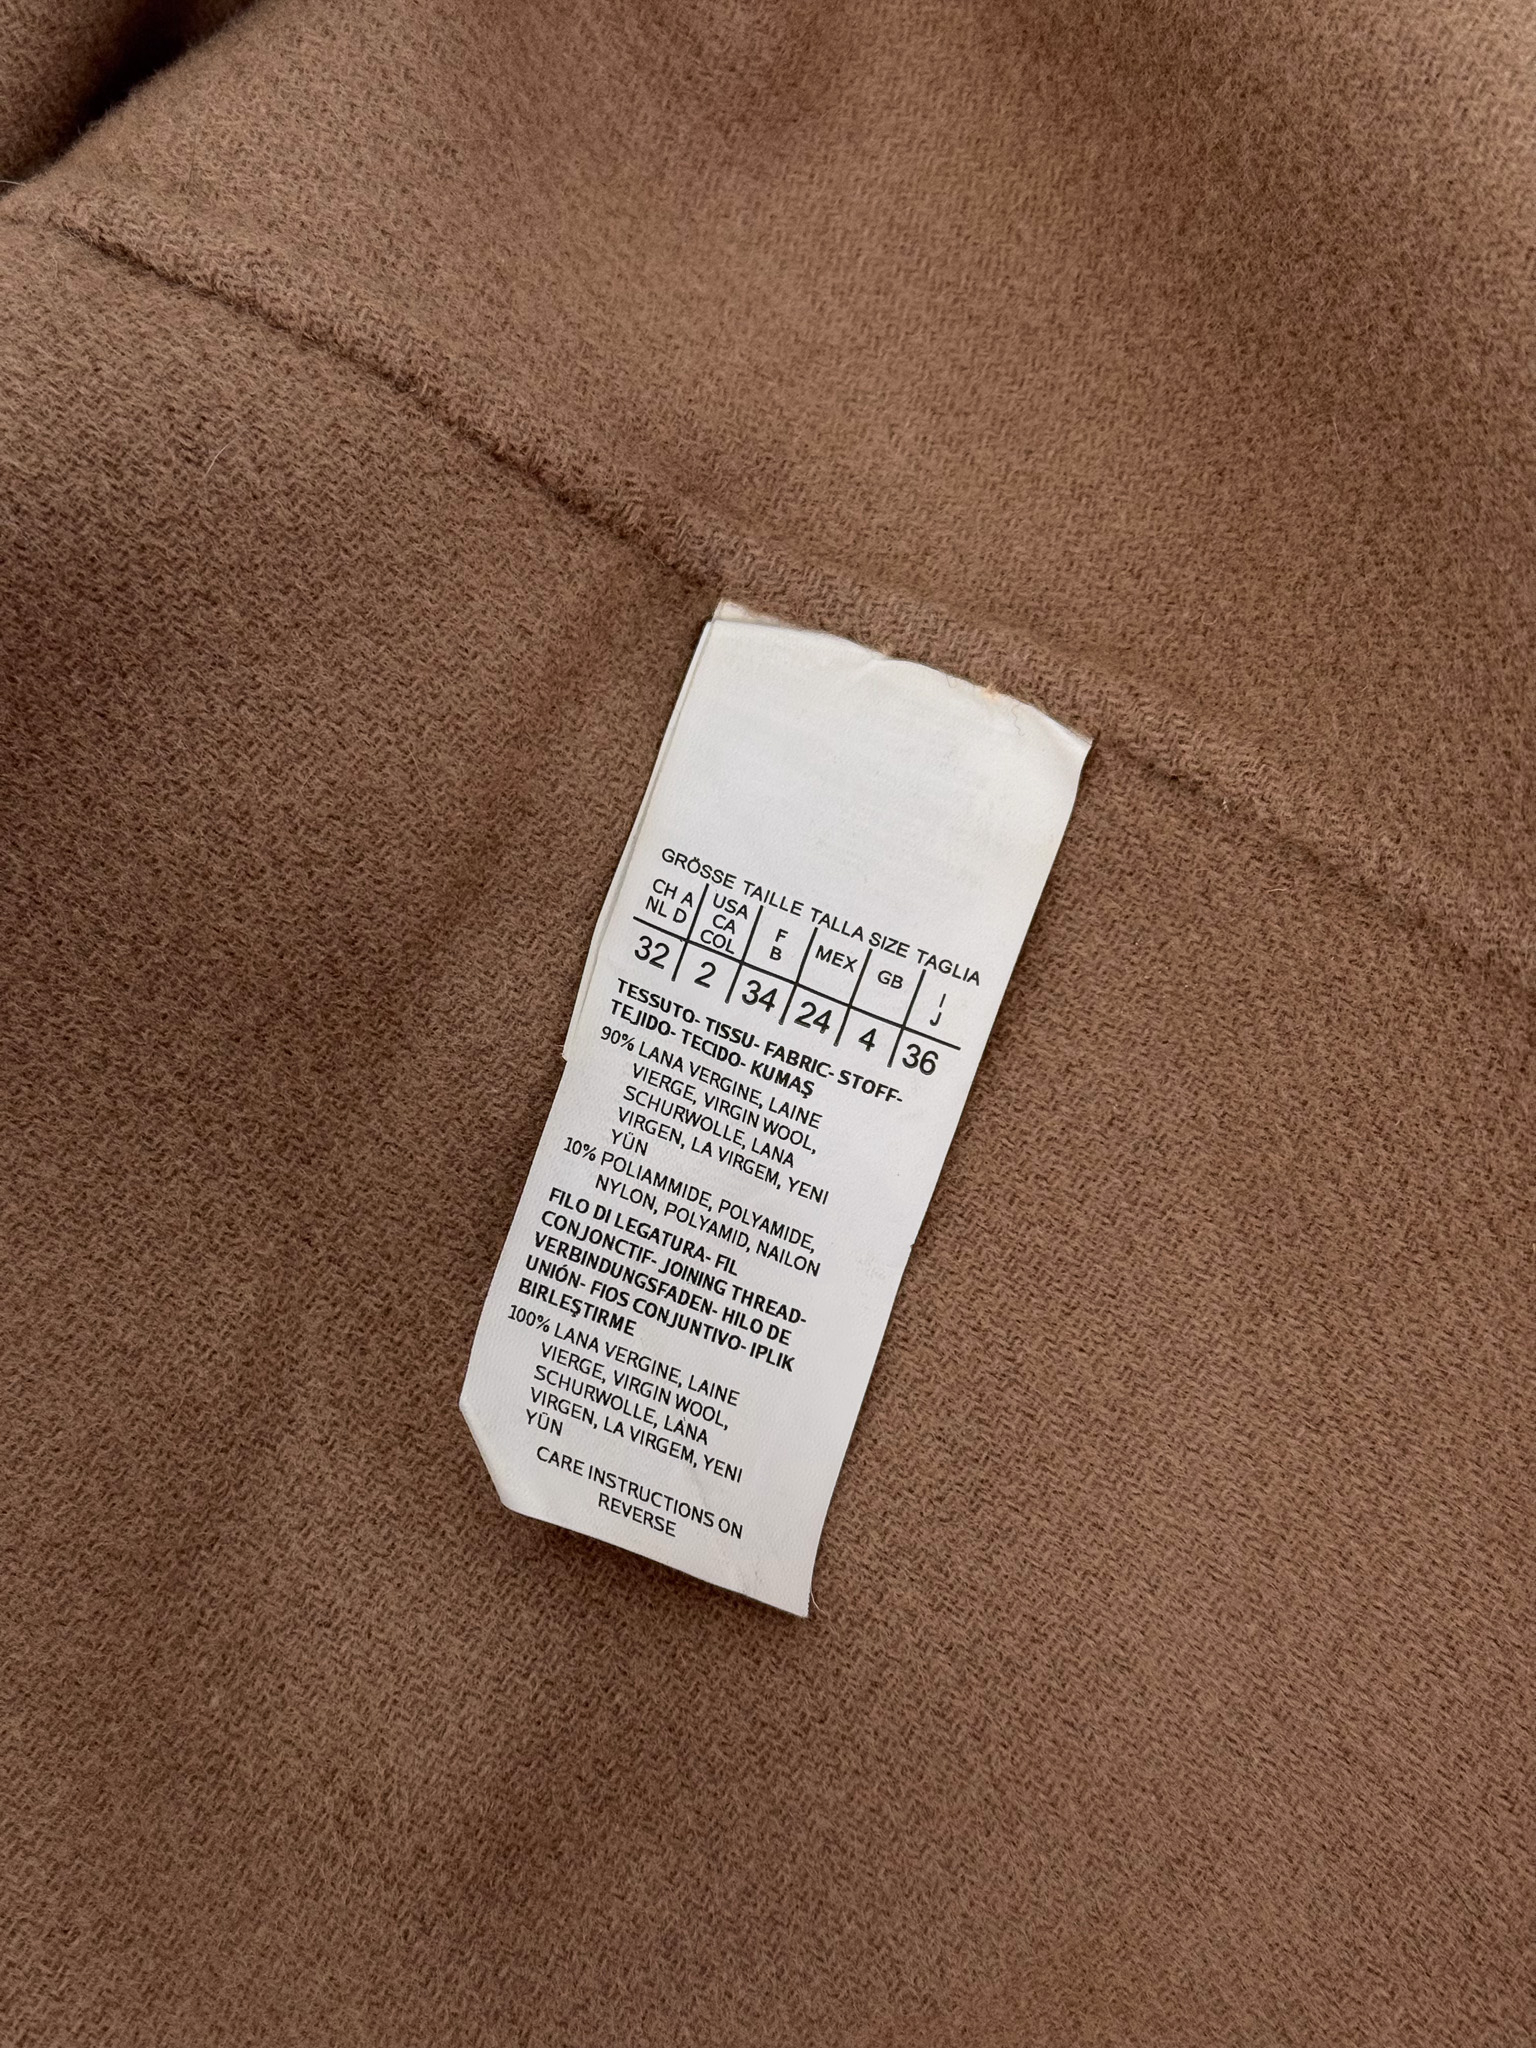 GRÖSSE TAILLE TALLA SIZE TAGLIA
CH A USA F MEX GB I
NL D CA B J
COL
32 2 34 24 4 36
TESSUTO- TISSU- FABRIC- STOFF-
TEJIDO- TECIDO- KUMAŞ
90% LANA VERGINE, LAINE
VIERGE, VIRGIN WOOL,
SCHURWOLLE, LANA
VIRGEN, LA VIRGEM, YENI
YÜN
10% POLIAMMIDE, POLYAMIDE,
NYLON, POLYAMID, NAILON
FILO DI LEGATURA- FIL
CONJONCTIF- JOINING THREAD-
VERBINDUNGSFADEN- HILO DE
UNIÓN- FIOS CONJUNTIVO- IPLIK
BIRLEŞTIRME
100% LANA VERGINE, LAINE
VIERGE, VIRGIN WOOL,
SCHURWOLLE, LANA
VIRGEN, LA VIRGEM, YENI
YÜN
CARE INSTRUCTIONS ON
REVERSE